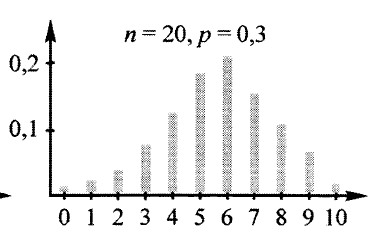 n = 20, p = 0,3
0,2
0,1
0 1 2 3 4 5 6 7 8 9 10